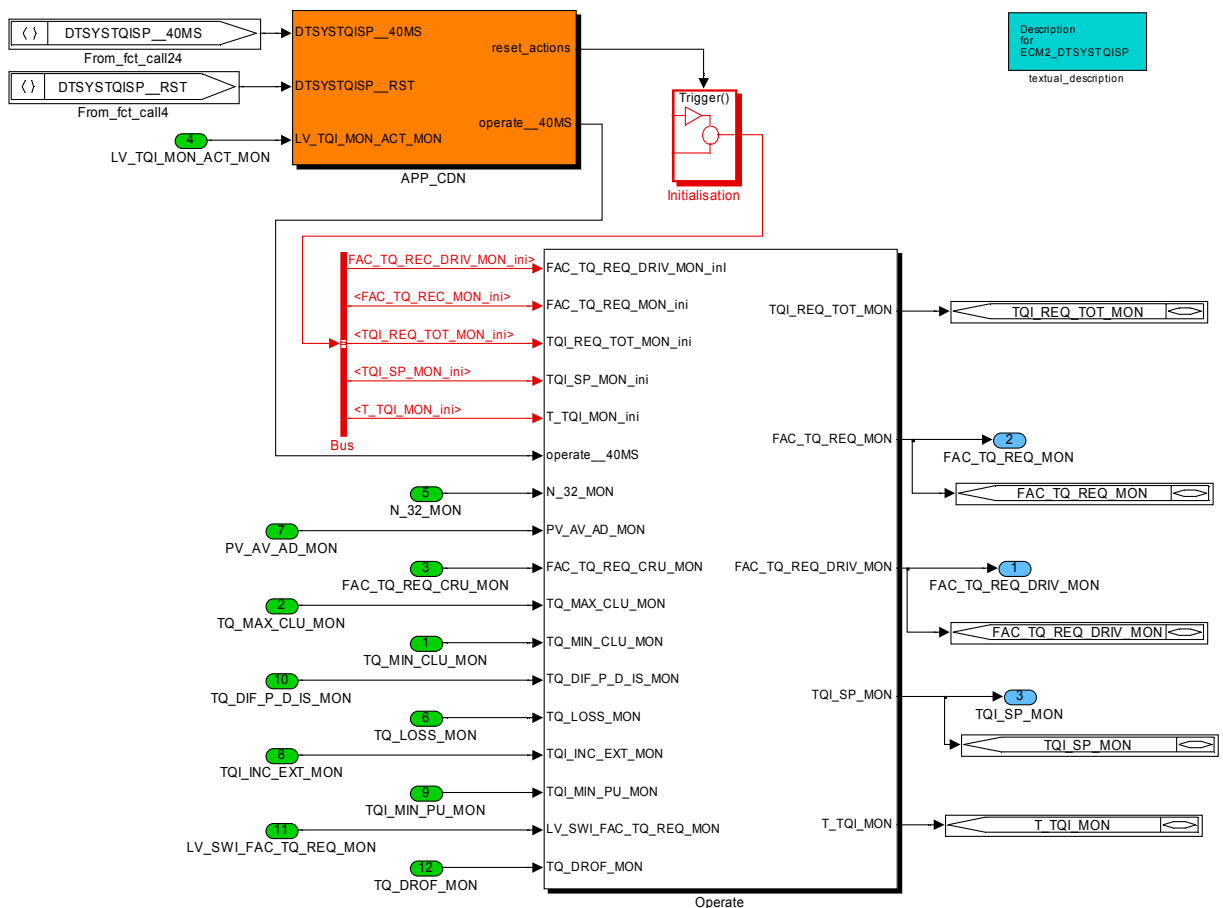 DTSYSTQISP__40MS
From_fct_call24
DTSYSTQISP__RST
From_fct_call4
4
LV_TQI_MON_ACT_MON
DTSYSTQISP__40MS
DTSYSTQISP__RST
LV_TQI_MON_ACT_MON
reset_actions
operate__40MS
APP_CDN
Trigger()
Initialisation
Description
for
ECM2_DTSYSTQISP
textual_description
FAC_TQ_REC_DRIV_MON_ini>
<FAC_TQ_REC_MON_ini>
<TQI_REQ_TOT_MON_ini>
<TQI_SP_MON_ini>
<T_TQI_MON_ini>
Bus
5
N_32_MON
7
PV_AV_AD_MON
3
FAC_TQ_REQ_CRU_MON
2
TQ_MAX_CLU_MON
1
TQ_MIN_CLU_MON
10
TQ_DIF_P_D_IS_MON
6
TQ_LOSS_MON
8
TQI_INC_EXT_MON
9
TQI_MIN_PU_MON
11
LV_SWI_FAC_TQ_REQ_MON
12
TQ_DROF_MON
FAC_TQ_REQ_DRIV_MON_inI
FAC_TQ_REQ_MON_ini
TQI_REQ_TOT_MON_ini
TQI_SP_MON_ini
T_TQI_MON_ini
operate__40MS
N_32_MON
PV_AV_AD_MON
FAC_TQ_REQ_CRU_MON
TQ_MAX_CLU_MON
TQ_MIN_CLU_MON
TQ_DIF_P_D_IS_MON
TQ_LOSS_MON
TQI_INC_EXT_MON
TQI_MIN_PU_MON
LV_SWI_FAC_TQ_REQ_MON
TQ_DROF_MON
TQI_REQ_TOT_MON
FAC_TQ_REQ_MON
FAC_TQ_REQ_DRIV_MON
TQI_SP_MON
T_TQI_MON
Operate
TQI_REQ_TOT_MON
2
FAC_TQ_REQ_MON
FAC_TQ_REQ_MON
1
FAC_TQ_REQ_DRIV_MON
FAC_TQ_REQ_DRIV_MON
3
TQI_SP_MON
TQI_SP_MON
T_TQI_MON